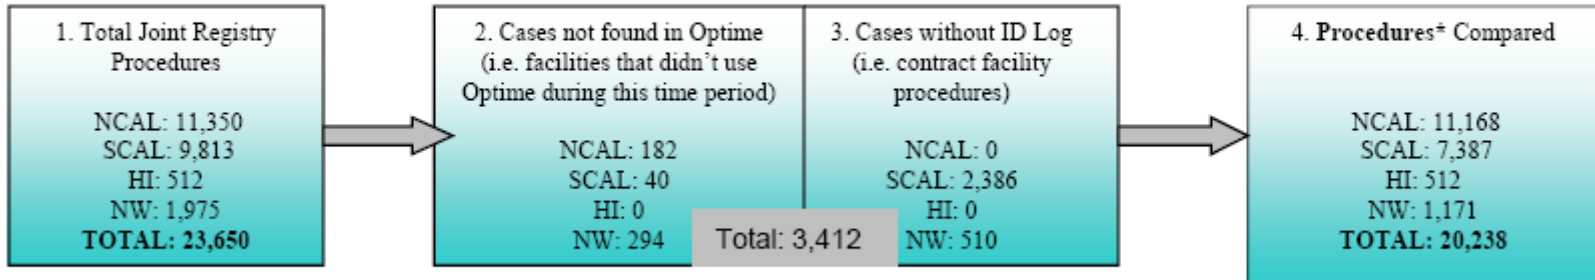 1. Total Joint Registry
Procedures
NCAL: 11,350
SCAL: 9,813
HI: 512
NW: 1,975
TOTAL: 23,650
2. Cases not found in Optime
(i.e. facilities that didn't use
Optime during this time period)
NCAL: 182
SCAL: 40
HI: 0
NW: 294
3. Cases without ID Log
(i.e. contract facility
procedures)
NCAL: 0
SCAL: 2,386
HI: 0
NW: 510
Total: 3,412
4. Procedures* Compared
NCAL: 11,168
SCAL: 7,387
HI: 512
NW: 1,171
TOTAL: 20,238